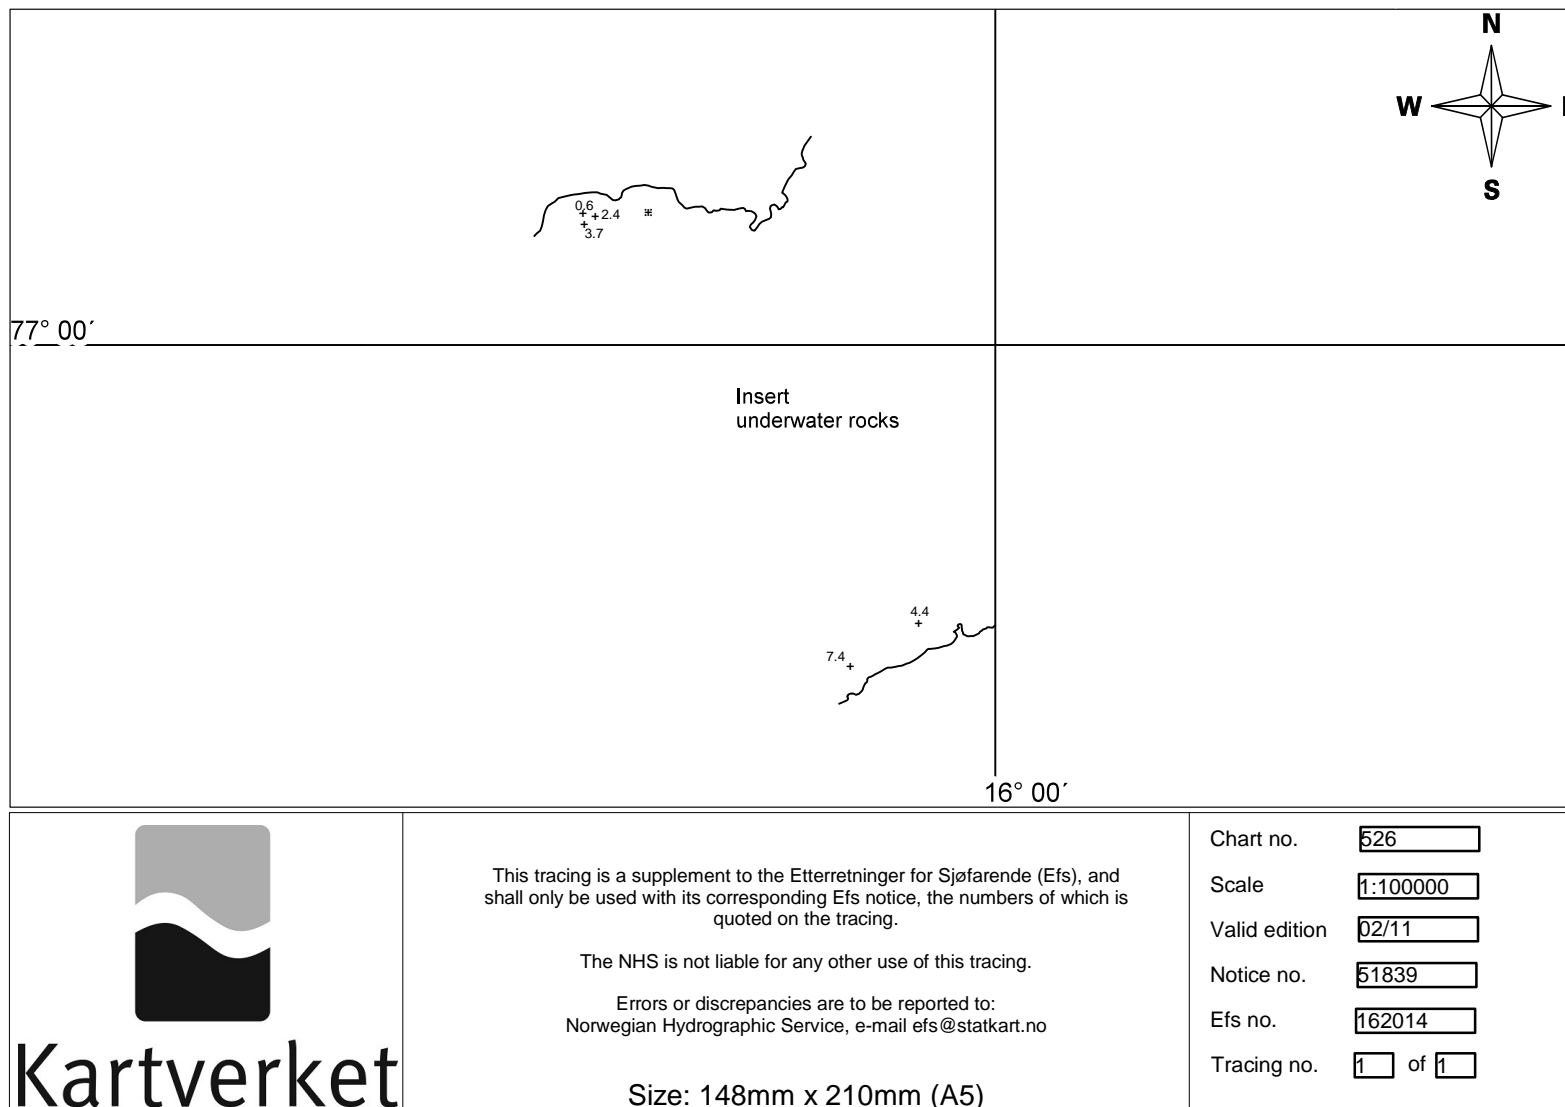 N
W
S
0.6
2.4
3.7
77° 00´
Insert
underwater rocks
4.4
7.4
16° 00´
This tracing is a supplement to the Etterretninger for Sjøfarende (Efs), and
shall only be used with its corresponding Efs notice, the numbers of which is
quoted on the tracing.
The NHS is not liable for any other use of this tracing.
Errors or discrepancies are to be reported to:
Norwegian Hydrographic Service, e-mail efs@statkart.no
Size: 148mm x 210mm (A5)
Kartverket
Chart no. 526
Scale 1:100000
Valid edition 02/11
Notice no. 51839
Efs no. 162014
Tracing no. 1 of 1